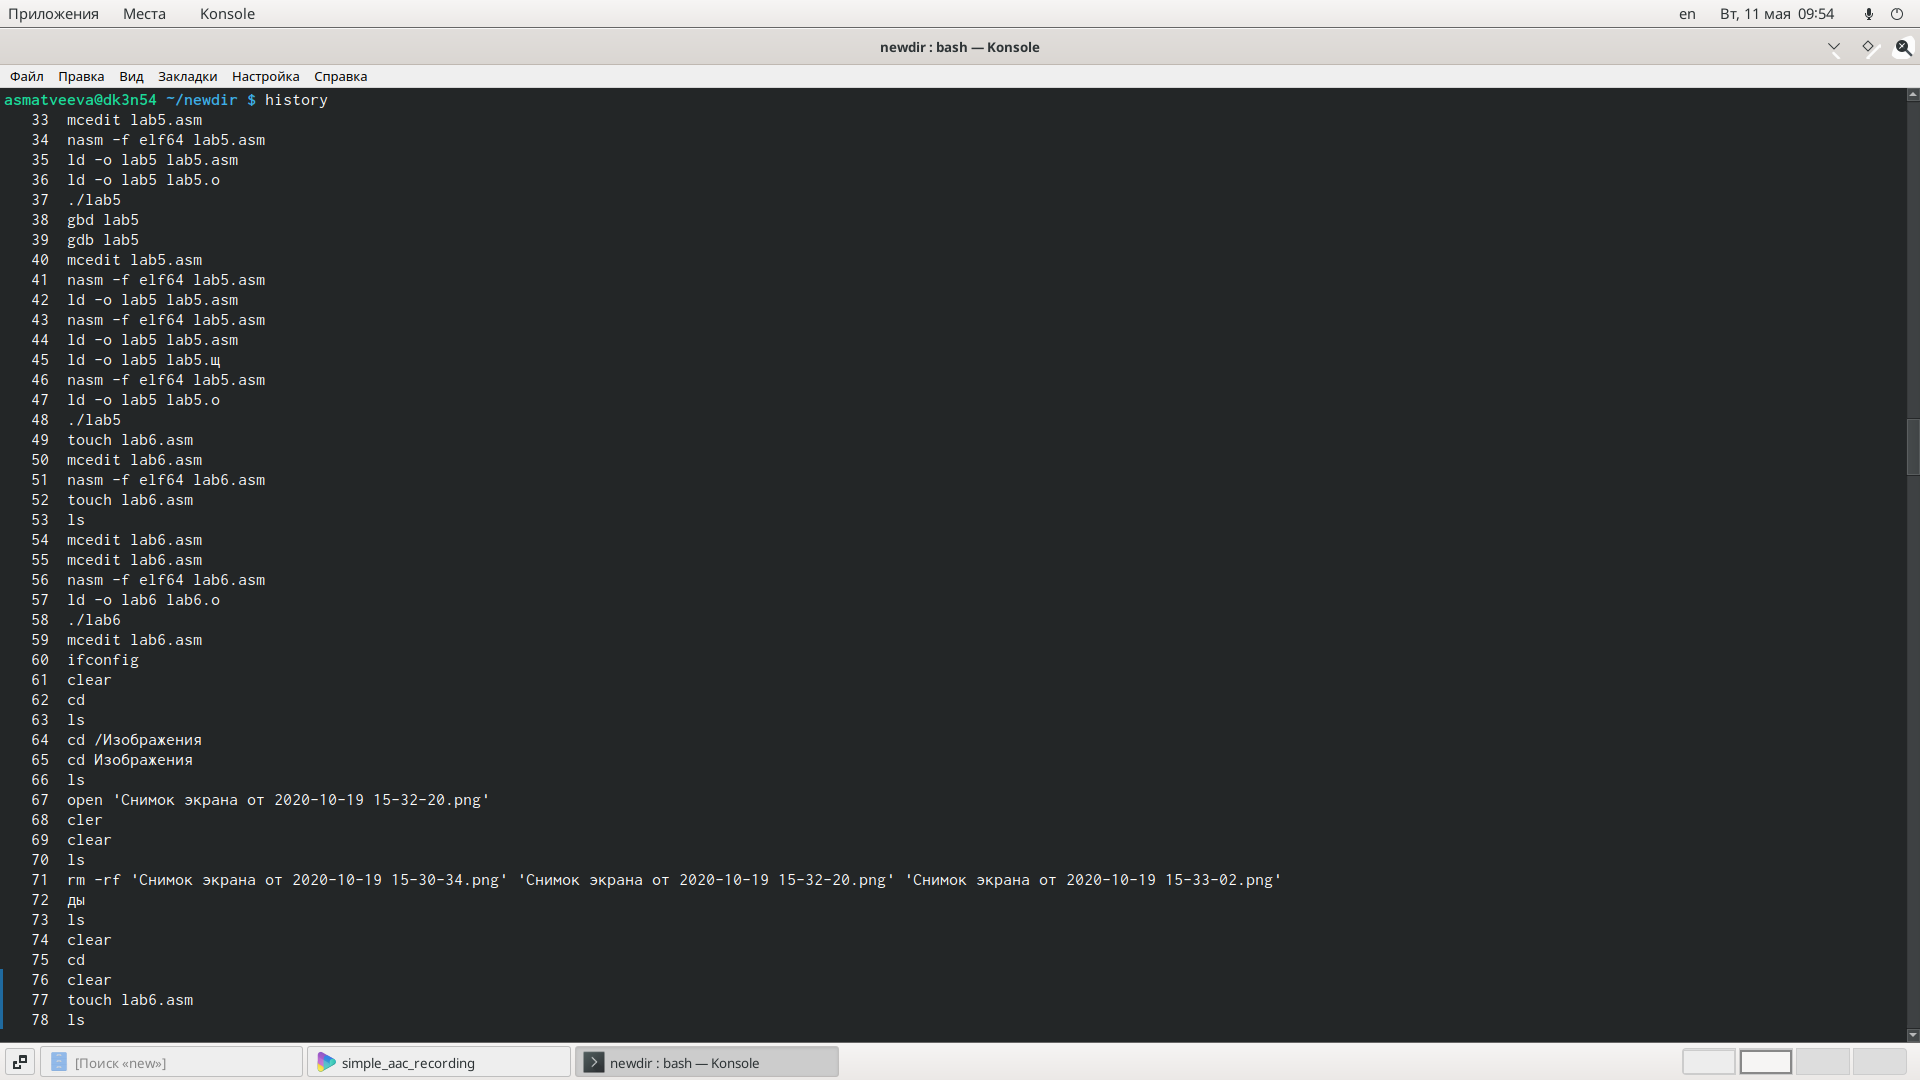 Приложения Места Konsole en Вт, 11 мая 09:54
newdir : bash — Konsole
Файл Правка Вид Закладки Настройка Справка
asmatveeva@dk3n54 ~/newdir $ history
33 mcedit lab5.asm
34 nasm -f elf64 lab5.asm
35 ld -o lab5 lab5.asm
36 ld -o lab5 lab5.o
37 ./lab5
38 gbd lab5
39 gdb lab5
40 mcedit lab5.asm
41 nasm -f elf64 lab5.asm
42 ld -o lab5 lab5.asm
43 nasm -f elf64 lab5.asm
44 ld -o lab5 lab5.asm
45 ld -o lab5 lab5.щ
46 nasm -f elf64 lab5.asm
47 ld -o lab5 lab5.o
48 ./lab5
49 touch lab6.asm
50 mcedit lab6.asm
51 nasm -f elf64 lab6.asm
52 touch lab6.asm
53 ls
54 mcedit lab6.asm
55 mcedit lab6.asm
56 nasm -f elf64 lab6.asm
57 ld -o lab6 lab6.o
58 ./lab6
59 mcedit lab6.asm
60 ifconfig
61 clear
62 cd
63 ls
64 cd /Изображения
65 cd Изображения
66 ls
67 open 'Снимок экрана от 2020-10-19 15-32-20.png'
68 cler
69 clear
70 ls
71 rm -rf 'Снимок экрана от 2020-10-19 15-30-34.png' 'Снимок экрана от 2020-10-19 15-32-20.png' 'Снимок экрана от 2020-10-19 15-33-02.png'
72 ды
73 ls
74 clear
75 cd
76 clear
77 touch lab6.asm
78 ls
[Поиск «new»] simple_aac_recording newdir : bash — Konsole